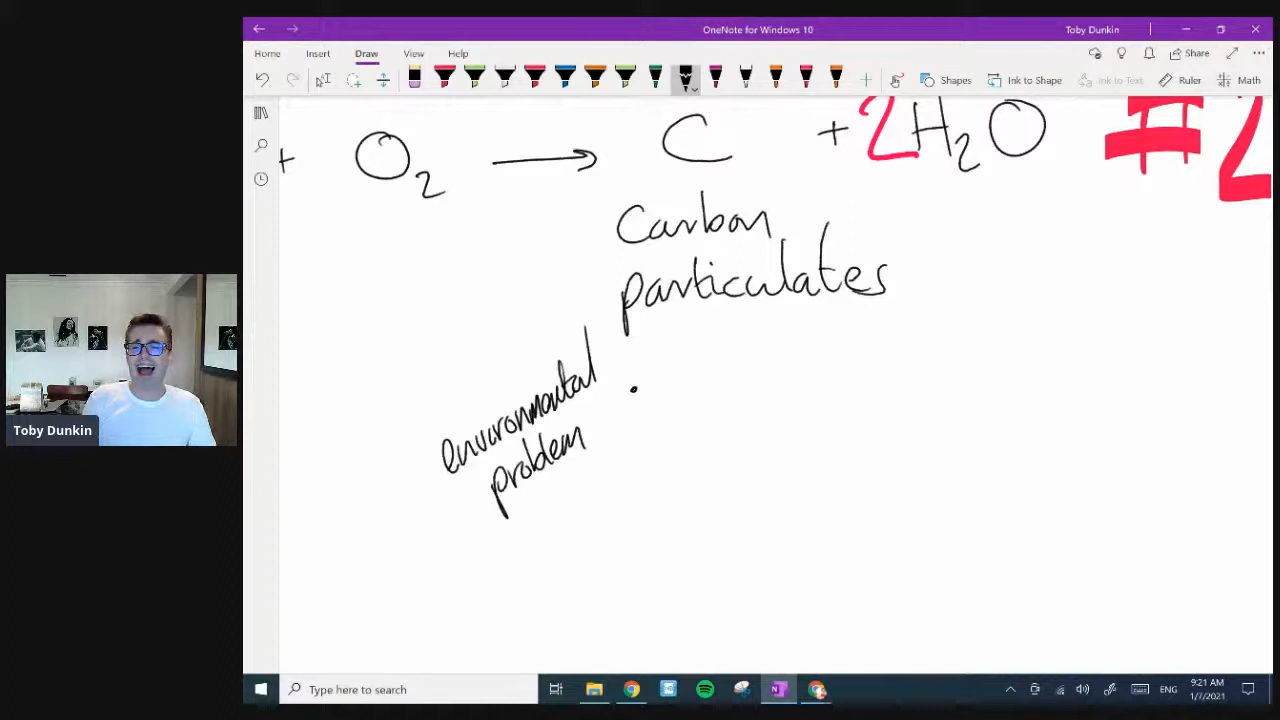 OneNote for Windows 10
Toby Dunkin
Home Insert Draw View Help
Share
Shapes Ink to Shape Ink to Text Ruler Math
+ O2 → C + 2H2O
2
Carbon
particulates
environmental
problem
Toby Dunkin
Type here to search
ENG
9:21 AM
1/7/2021